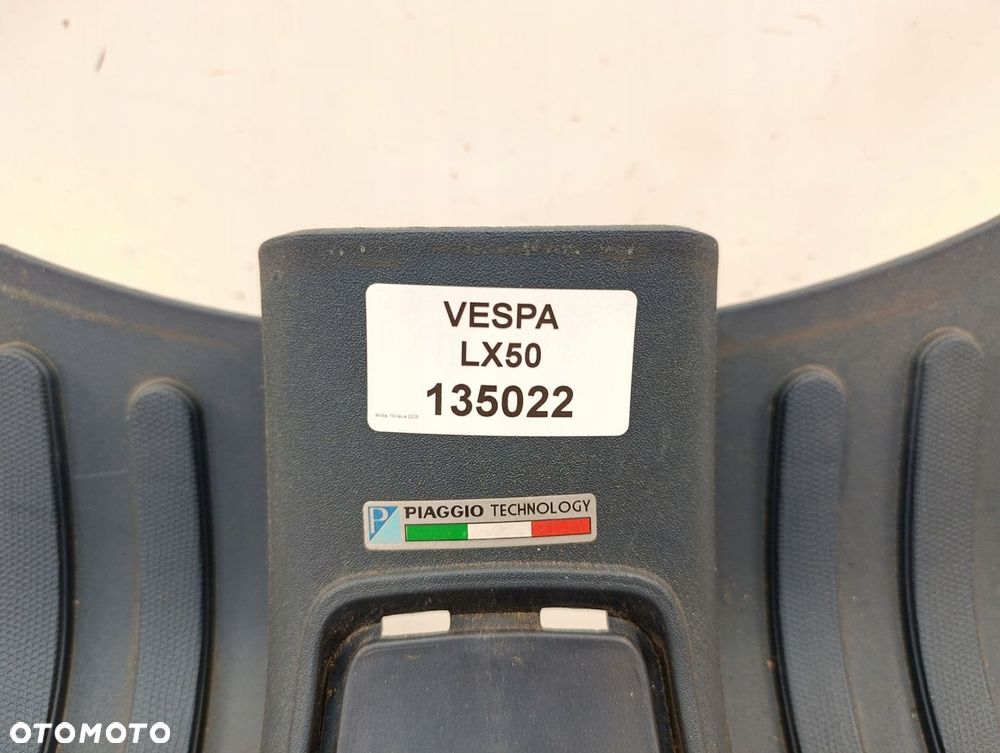 VESPA
LX50
135022
P PIAGGIO TECHNOLOGY
OTOMOTO